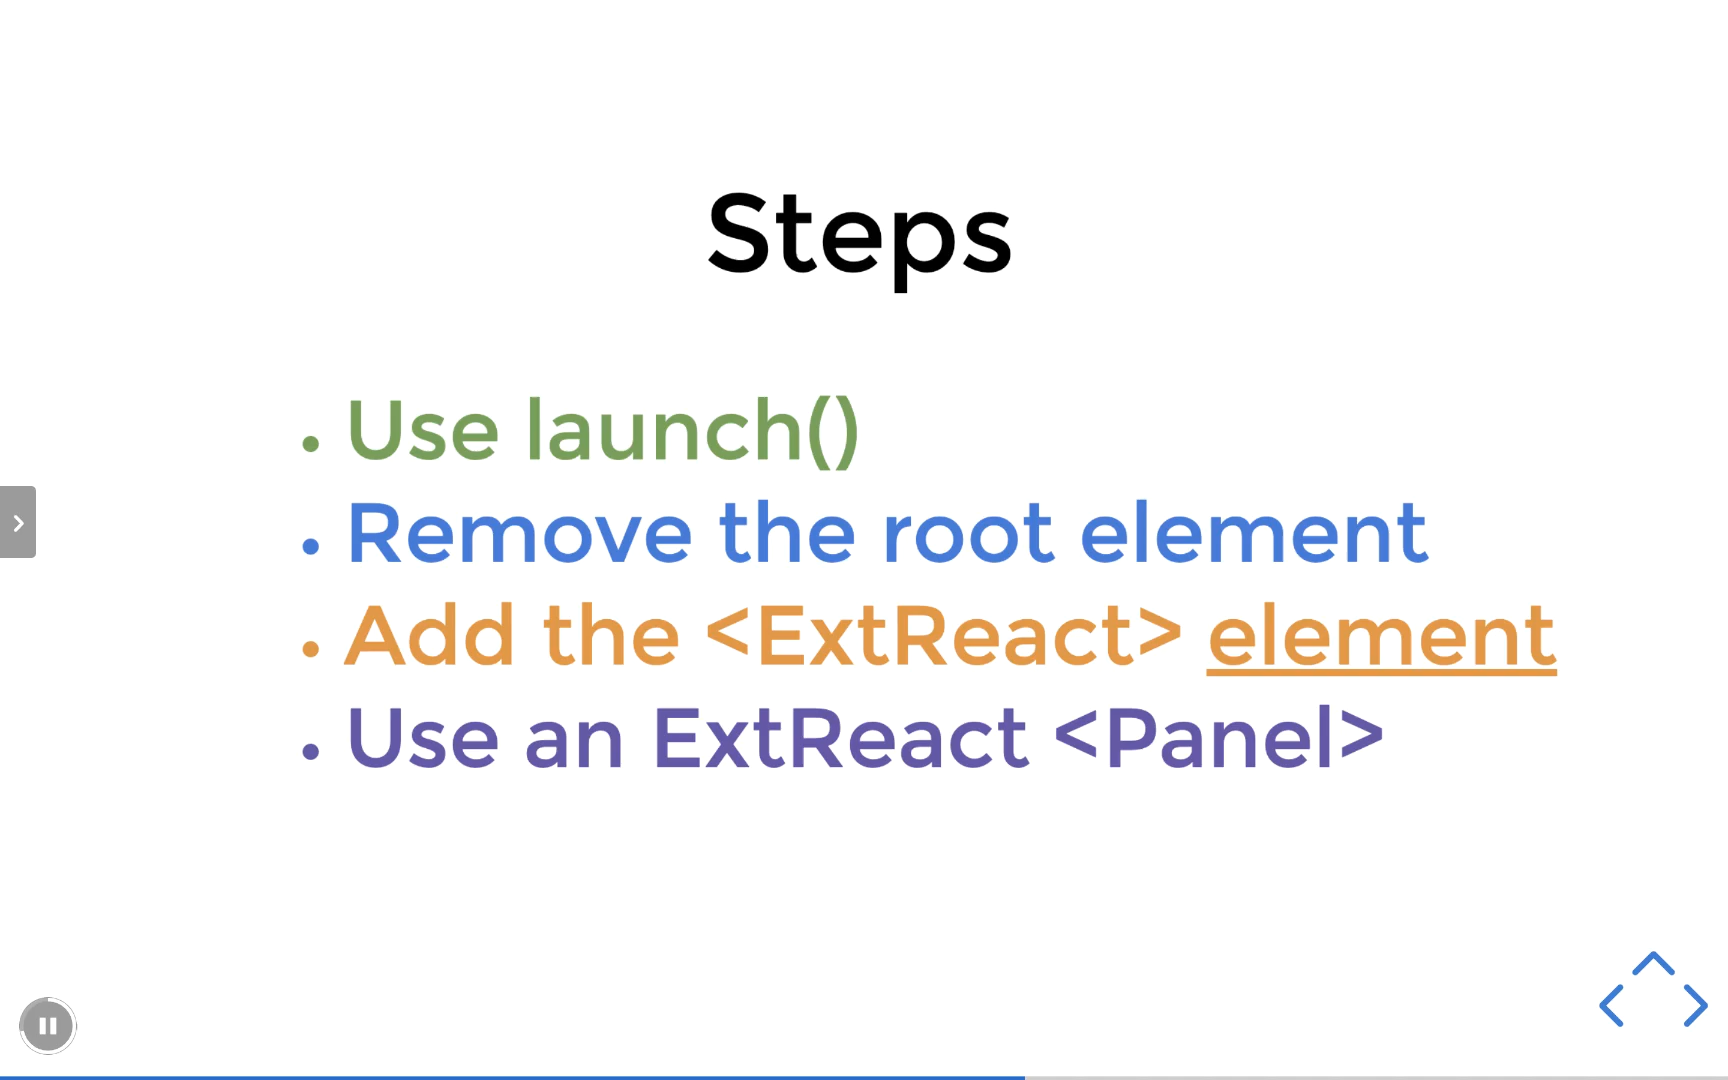 Steps
• Use launch()
• Remove the root element
• Add the <ExtReact> element
• Use an ExtReact <Panel>